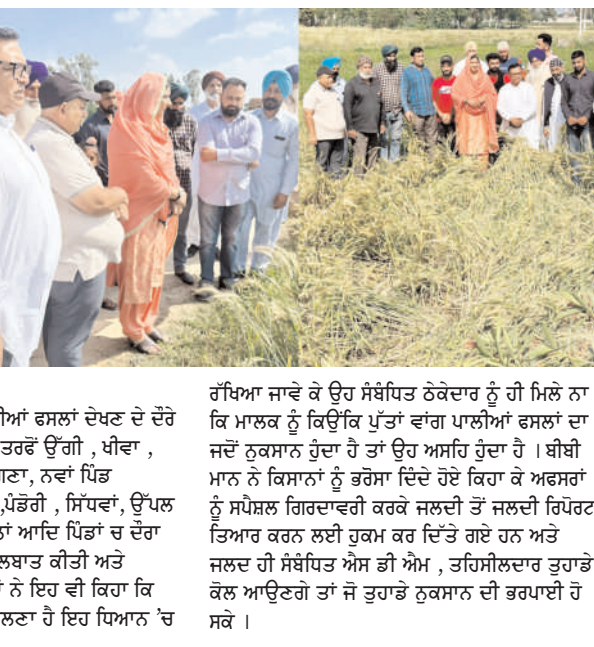 ਆਂ ਫਸਲਾਂ ਦੇਖਣ ਦੇ ਦੌਰੇ
ਤਰਫੋਂ ਉੱਗੀ , ਖੀਵਾ ,
ਨਵਾਂ ਪਿੰਡ
,ਪੰਡੋਰੀ , ਸਿੱਧਵਾਂ, ਉੱਪਲ
ਆਦਿ ਪਿੰਡਾਂ ਚ ਦੌਰਾ
ਲਬਾਤ ਕੀਤੀ ਅਤੇ
ਨੇ ਇਹ ਵੀ ਕਿਹਾ ਕਿ
ਲਣਾ ਹੈ ਇਹ ਧਿਆਨ 'ਚ
ਰੱਖਿਆ ਜਾਵੇ ਕੇ ਉਹ ਸੰਬੰਧਿਤ ਠੇਕੇਦਾਰ ਨੂੰ ਹੀ ਮਿਲੇ ਨਾ
ਕਿ ਮਾਲਕ ਨੂੰ ਕਿਉਂਕਿ ਪੁੱਤਾਂ ਵਾਂਗ ਪਾਲੀਆਂ ਫਸਲਾਂ ਦਾ
ਜਦੋਂ ਨੁਕਸਾਨ ਹੁੰਦਾ ਹੈ ਤਾਂ ਉਹ ਅਸਹਿ ਹੁੰਦਾ ਹੈ । ਬੀਬੀ
ਮਾਨ ਨੇ ਕਿਸਾਨਾਂ ਨੂੰ ਭਰੋਸਾ ਦਿੰਦੇ ਹੋਏ ਕਿਹਾ ਕੇ ਅਫਸਰਾਂ
ਨੂੰ ਸਪੈਸ਼ਲ ਗਿਰਦਾਵਰੀ ਕਰਕੇ ਜਲਦੀ ਤੋਂ ਜਲਦੀ ਰਿਪੋਰਟ
ਤਿਆਰ ਕਰਨ ਲਈ ਹੁਕਮ ਕਰ ਦਿੱਤੇ ਗਏ ਹਨ ਅਤੇ
ਜਲਦ ਹੀ ਸੰਬੰਧਿਤ ਐਸ ਡੀ ਐਮ , ਤਹਿਸੀਲਦਾਰ ਤੁਹਾਡੇ
ਕੋਲ ਆਉਣਗੇ ਤਾਂ ਜੋ ਤੁਹਾਡੇ ਨੁਕਸਾਨ ਦੀ ਭਰਪਾਈ ਹੋ
ਸਕੇ ।